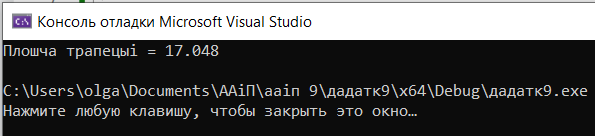 Консоль отладки Microsoft Visual Studio
Плошча трапецыі = 17.048
C:\Users\olga\Documents\ААіП\ааіп 9\дадатк9\x64\Debug\дадатк9.exe
Нажмите любую клавишу, чтобы закрыть это окно…